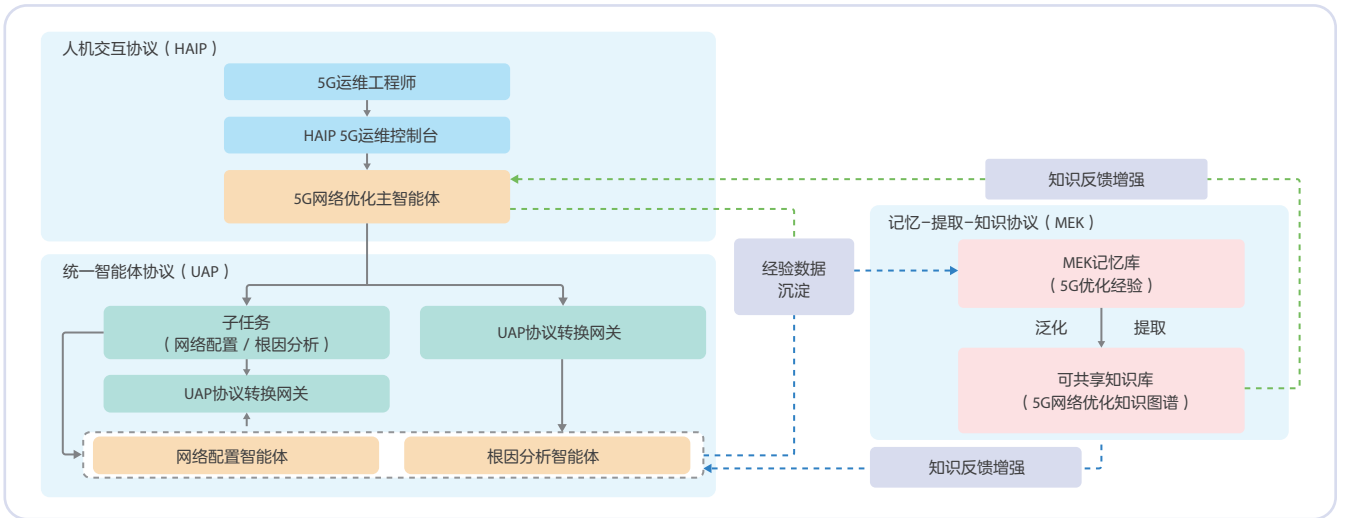 人机交互协议（HAIP）
5G运维工程师
HAIP 5G运维控制台
5G网络优化主智能体
知识反馈增强
统一智能体协议（UAP）
子任务
（网络配置 / 根因分析）
UAP协议转换网关
UAP协议转换网关
网络配置智能体
根因分析智能体
经验数据
沉淀
记忆–提取–知识协议（MEK）
MEK记忆库
（5G优化经验）
泛化
提取
可共享知识库
（5G网络优化知识图谱）
知识反馈增强